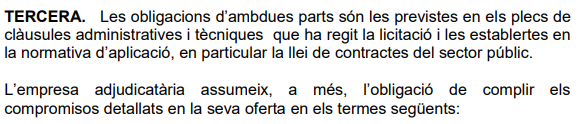 TERCERA. Les obligacions d'ambdues parts són les previstes en els plecs de
clàusules administratives i tècniques que ha regit la licitació i les establertes en
la normativa d'aplicació, en particular la llei de contractes del sector públic.
L'empresa adjudicatària assumeix, a més, l'obligació de complir els
compromisos detallats en la seva oferta en els termes següents: